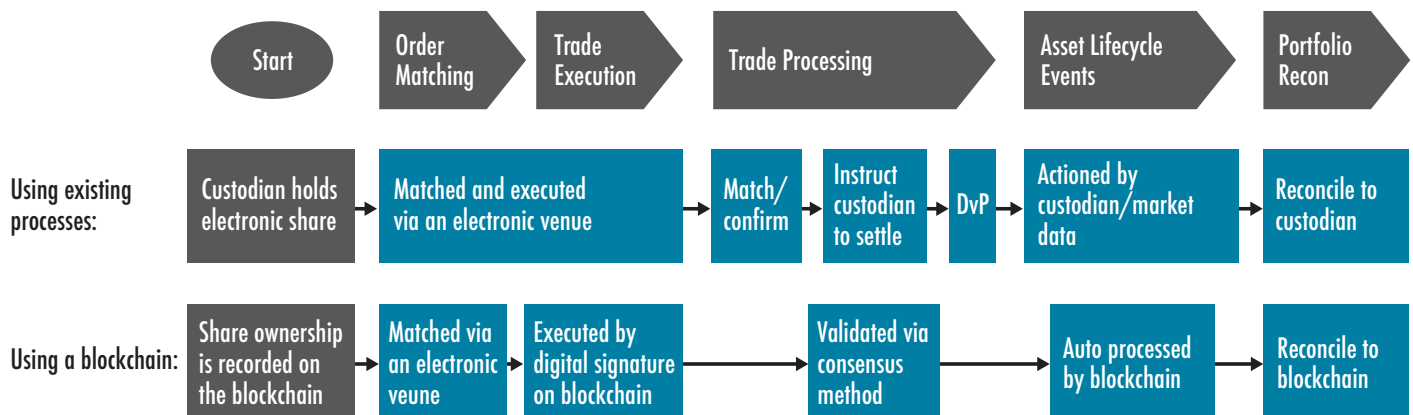 Start
Order
Matching
Trade
Execution
Trade Processing
Asset Lifecycle
Events
Portfolio
Recon
Using existing
processes:
Custodian holds
electronic share
Matched and executed
via an electronic venue
Match/
confirm
Instruct
custodian
to settle
DvP
Actioned by
custodian/market
data
Reconcile to
custodian
Using a blockchain:
Share ownership
is recorded on
the blockchain
Matched via
an electronic
veune
Executed by
digital signature
on blockchain
Validated via
consensus
method
Auto processed
by blockchain
Reconcile to
blockchain